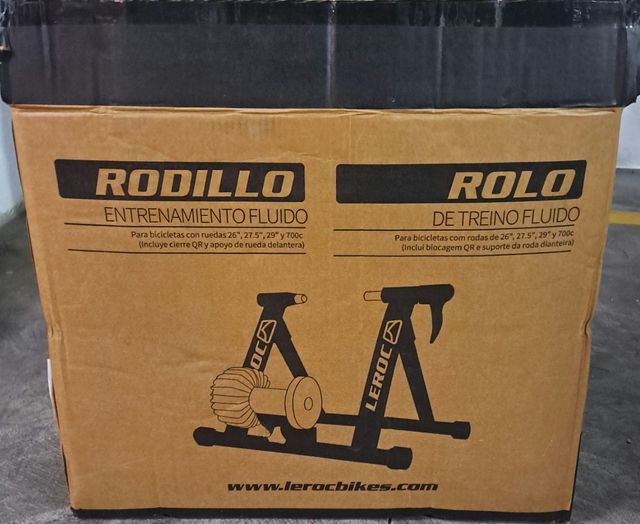 RODILLO
ENTRENAMIENTO FLUIDO
Para bicicletas con ruedas 26", 27.5", 29" y 700c
(Incluye cierre QR y apoyo de rueda delantera)
ROLO
DE TREINO FLUIDO
Para bicicletas com rodas de 26", 27.5", 29" y 700c
(Inclui blocagem QR e suporte da roda dianteira)
ROC
LEROC
www.lerocbikes.com